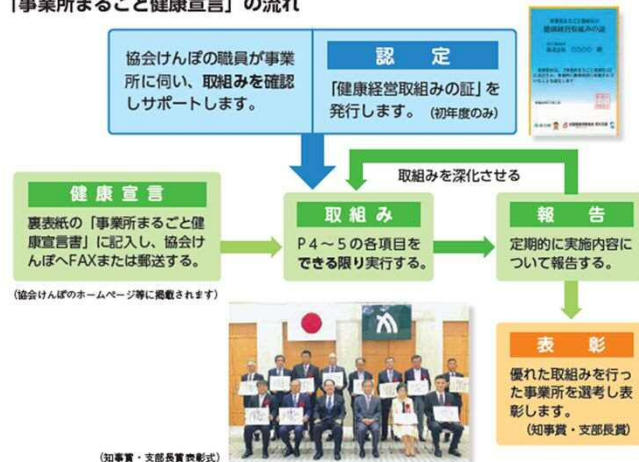 「事業所まるごと健康宣言」の流れ
協会けんぽの職員が事業
所に伺い、取組みを確認
しサポートします。
認定
「健康経営取組みの証」を
発行します。（初年度のみ）
健康経営取組みの証
取組みを深化させる
健康宣言
裏表紙の「事業所まるごと健
康宣言書」に記入し、協会け
んぽへFAXまたは郵送する。
（協会けんぽのホームページ等に掲載されます）
取組み
P4～5の各項目を
できる限り実行する。
報告
定期的に実施内容に
ついて報告する。
表彰
優れた取組みを行っ
た事業所を選考し表
彰します。
（知事賞・支部長賞）
（知事賞・支部長賞表彰式）